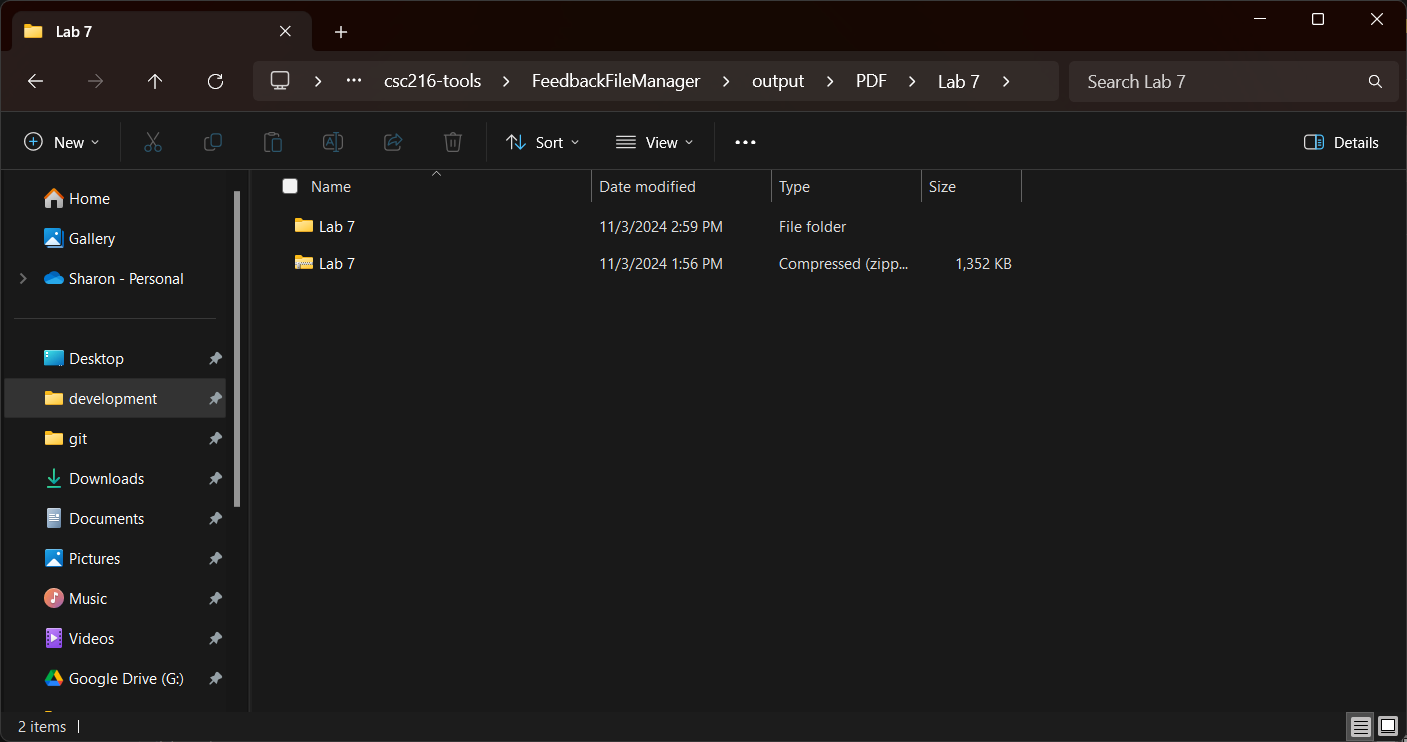 Lab 7
csc216-tools FeedbackFileManager output PDF Lab 7
Search Lab 7
New Sort View Details
Name Date modified Type Size
Lab 7 11/3/2024 2:59 PM File folder
Lab 7 11/3/2024 1:56 PM Compressed (zipp... 1,352 KB
Home
Gallery
Sharon - Personal
Desktop
development
git
Downloads
Documents
Pictures
Music
Videos
Google Drive (G:)
2 items